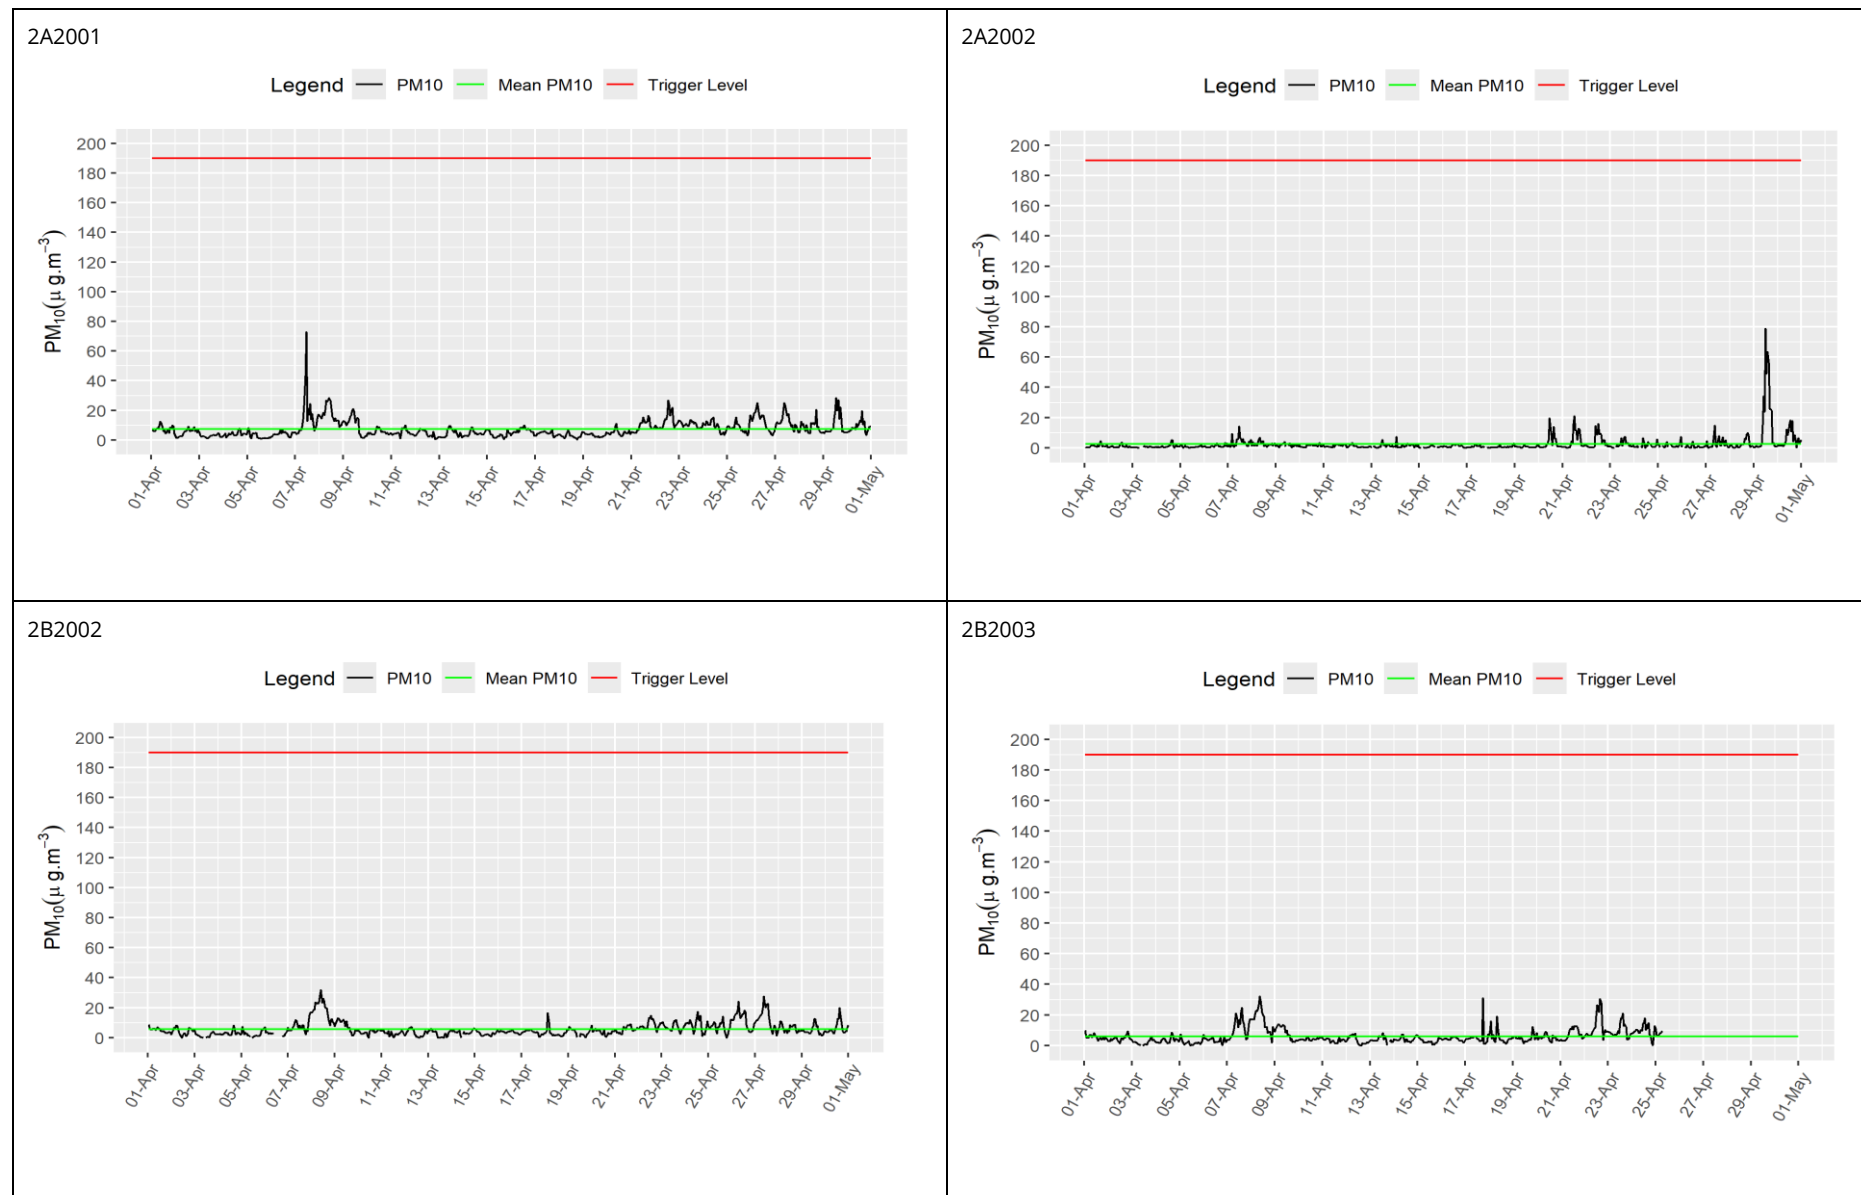 2A2001
Legend PM10 Mean PM10 Trigger Level
PM10(μ g.m−3)
200
180
160
140
120
100
80
60
40
20
0
01-Apr 03-Apr 05-Apr 07-Apr 09-Apr 11-Apr 13-Apr 15-Apr 17-Apr 19-Apr 21-Apr 23-Apr 25-Apr 27-Apr 29-Apr 01-May
2A2002
Legend PM10 Mean PM10 Trigger Level
PM10(μ g.m−3)
200
180
160
140
120
100
80
60
40
20
0
01-Apr 03-Apr 05-Apr 07-Apr 09-Apr 11-Apr 13-Apr 15-Apr 17-Apr 19-Apr 21-Apr 23-Apr 25-Apr 27-Apr 29-Apr 01-May
2B2002
Legend PM10 Mean PM10 Trigger Level
PM10(μ g.m−3)
200
180
160
140
120
100
80
60
40
20
0
01-Apr 03-Apr 05-Apr 07-Apr 09-Apr 11-Apr 13-Apr 15-Apr 17-Apr 19-Apr 21-Apr 23-Apr 25-Apr 27-Apr 29-Apr 01-May
2B2003
Legend PM10 Mean PM10 Trigger Level
PM10(μ g.m−3)
200
180
160
140
120
100
80
60
40
20
0
01-Apr 03-Apr 05-Apr 07-Apr 09-Apr 11-Apr 13-Apr 15-Apr 17-Apr 19-Apr 21-Apr 23-Apr 25-Apr 27-Apr 29-Apr 01-May